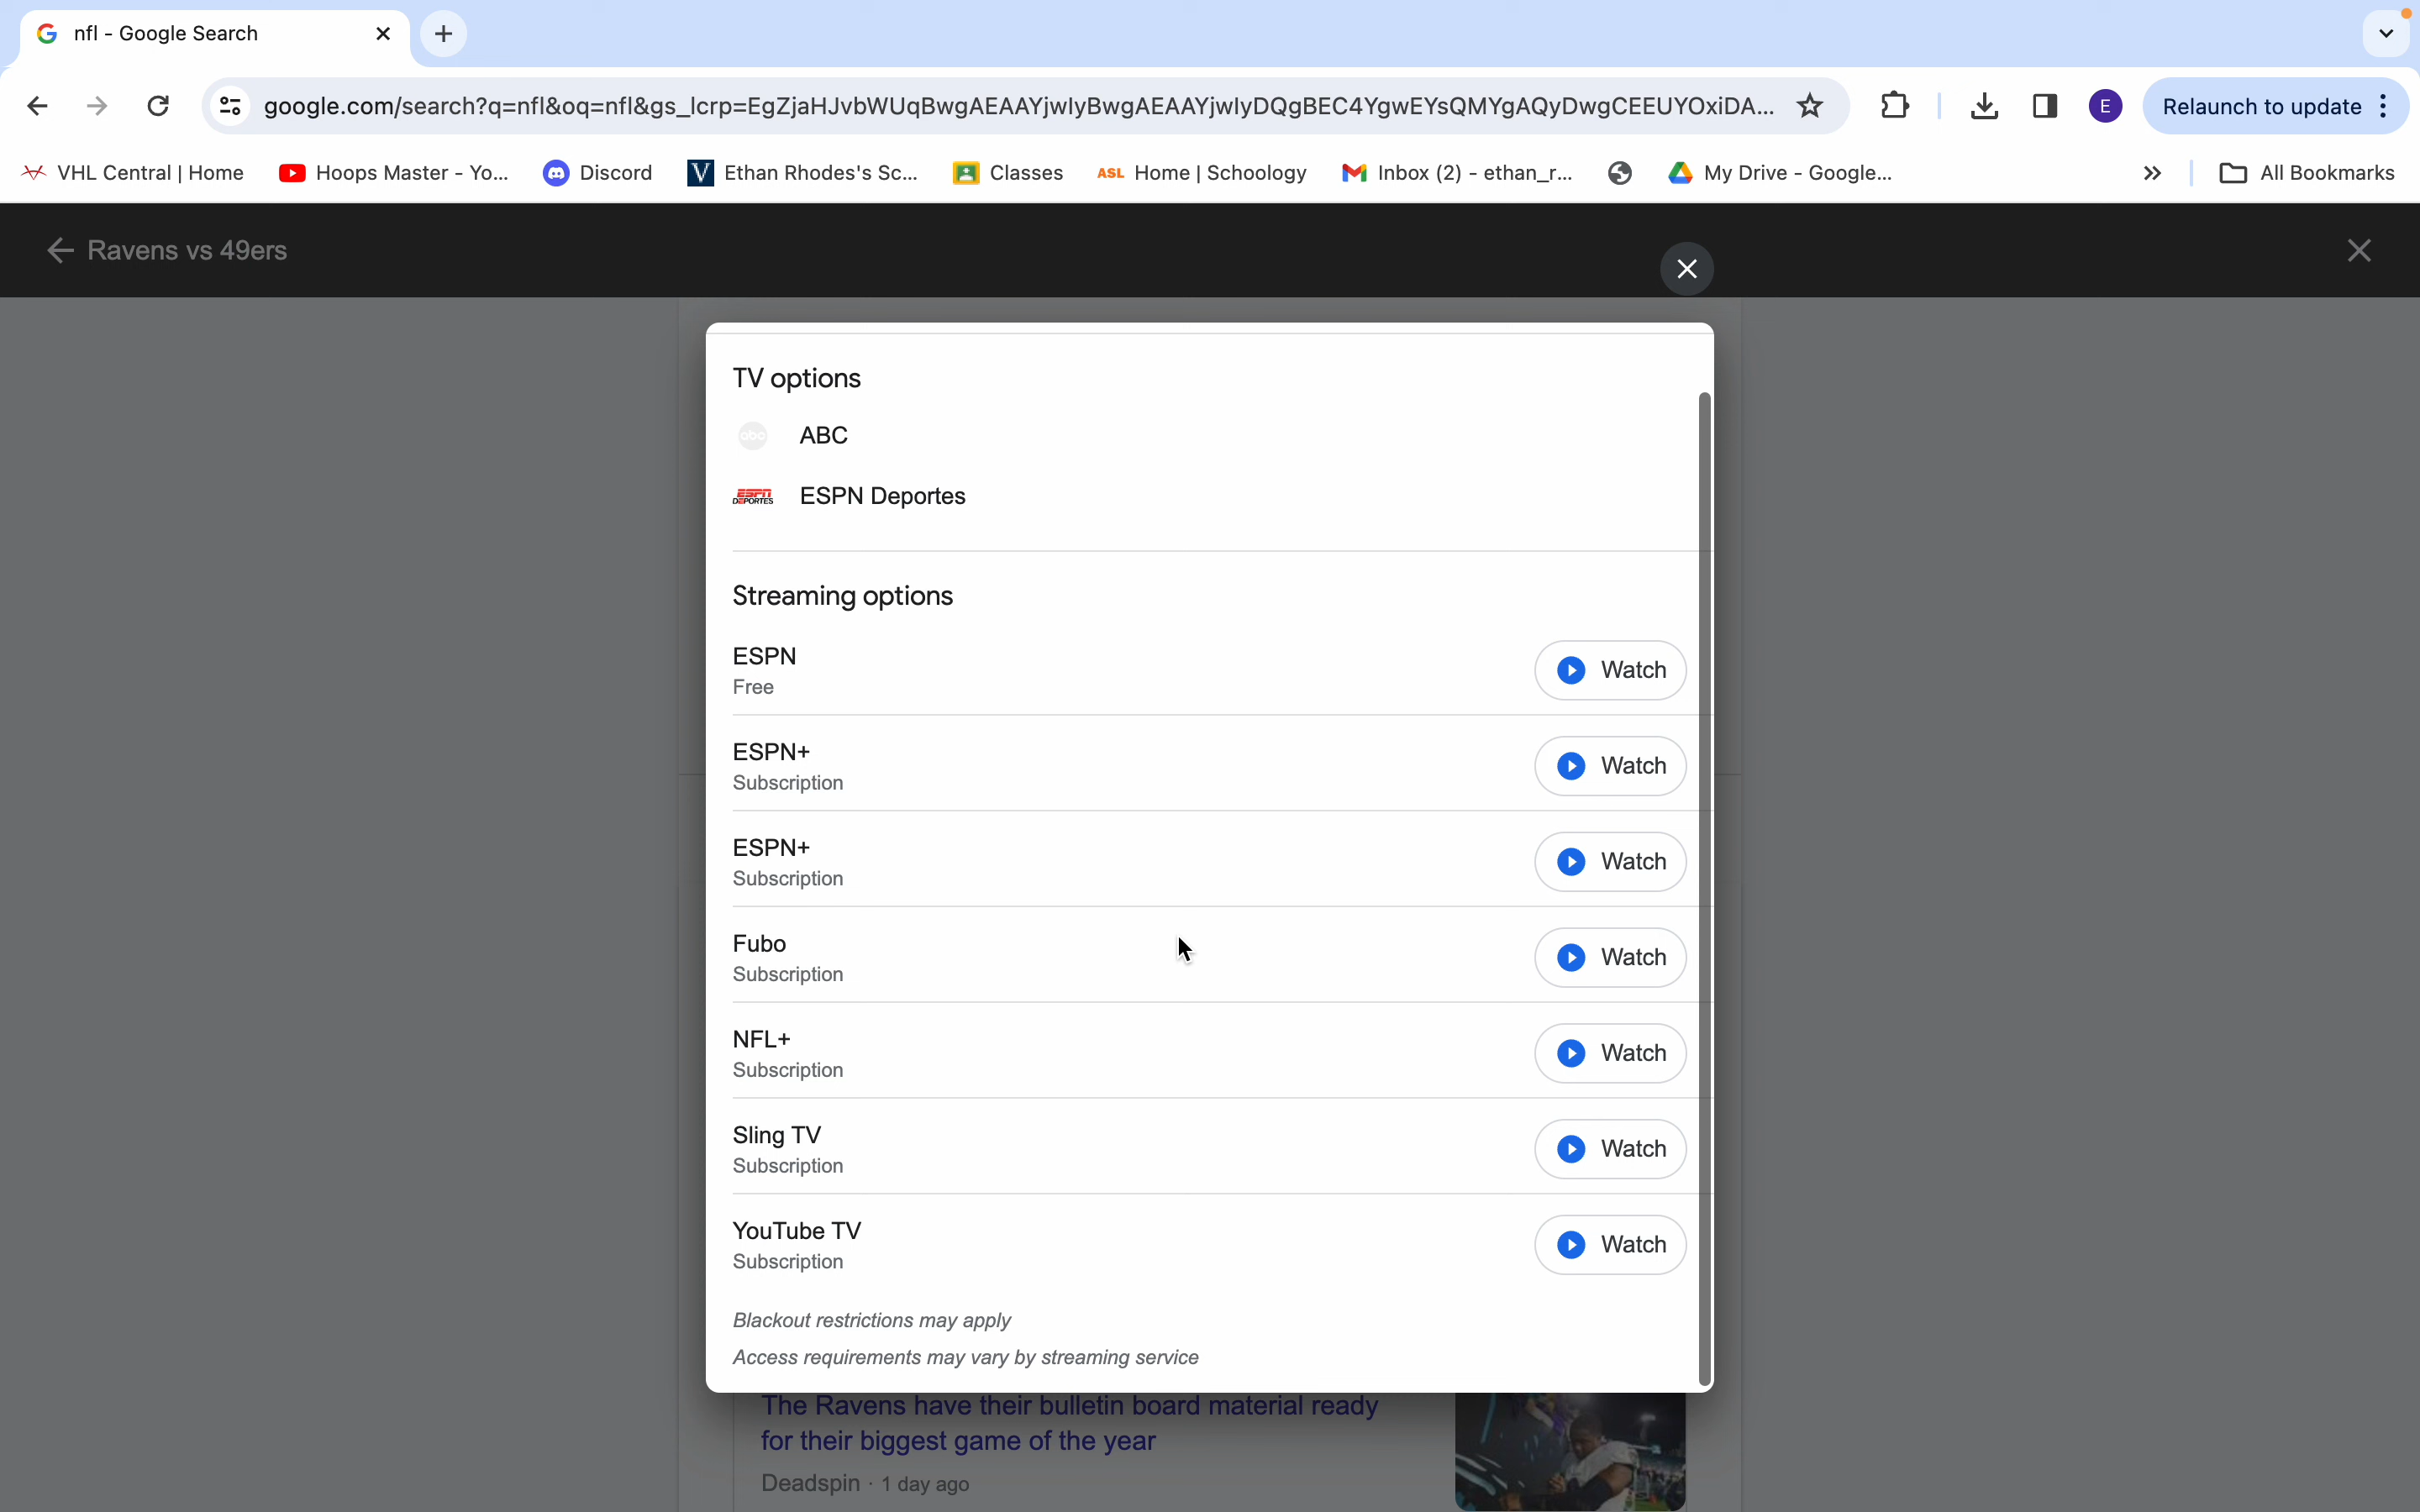 nfl - Google Search
google.com/search?q=nfl&oq=nfl&gs_lcrp=EgZjaHJvbWUqBwgAEAAYjwIyBwgAEAAYjwIyDQgBEC4YgwEYsQMYgAQyDwgCEEUYOxiDA...
E
Relaunch to update
VHL Central | Home
Hoops Master - Yo...
Discord
V
Ethan Rhodes's Sc...
Classes
ASL
Home | Schoology
Inbox (2) - ethan_r...
My Drive - Google...
All Bookmarks
Ravens vs 49ers
TV options
abc
ABC
ESPN DEPORTES
ESPN Deportes
Streaming options
ESPN
Free
Watch
ESPN+
Subscription
Watch
ESPN+
Subscription
Watch
Fubo
Subscription
Watch
NFL+
Subscription
Watch
Sling TV
Subscription
Watch
YouTube TV
Subscription
Watch
Blackout restrictions may apply
Access requirements may vary by streaming service
The Ravens have their bulletin board material ready
for their biggest game of the year
Deadspin · 1 day ago